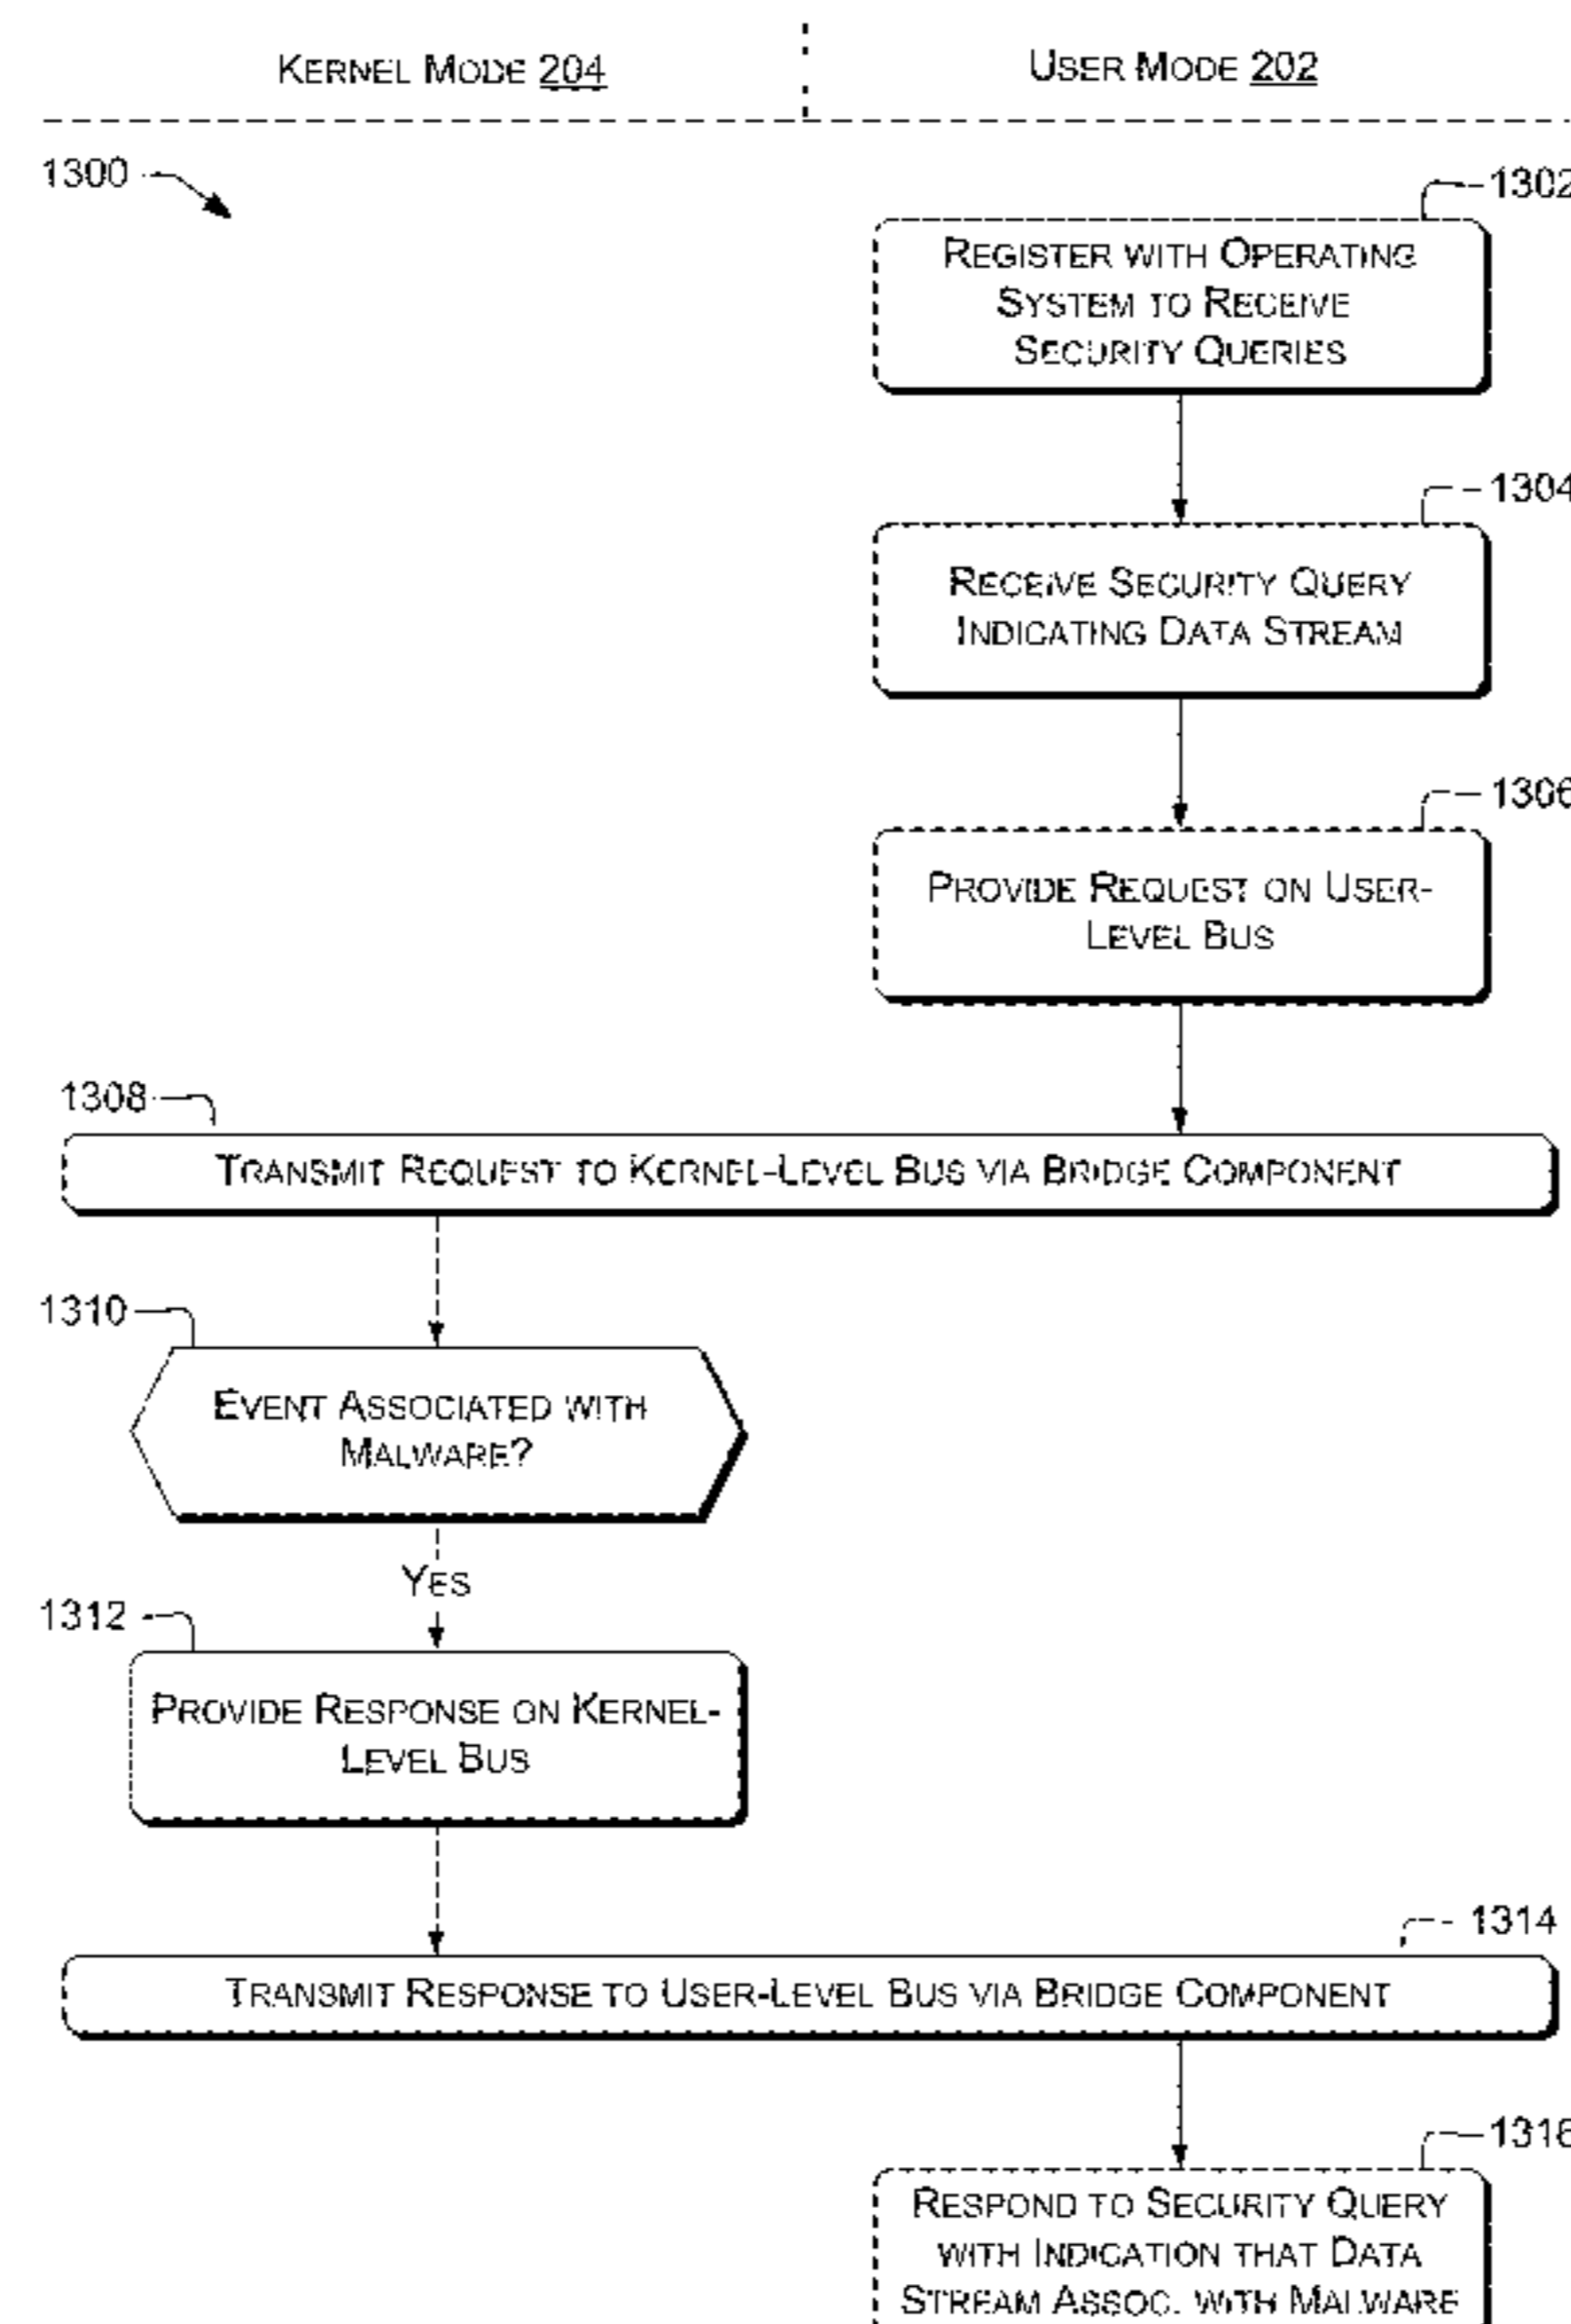 KERNEL MODE 204
USER MODE 202
1300
1302
REGISTER WITH OPERATING
SYSTEM TO RECEIVE
SECURITY QUERIES
1304
RECEIVE SECURITY QUERY
INDICATING DATA STREAM
1306
PROVIDE REQUEST ON USER-
LEVEL BUS
1308
TRANSMIT REQUEST TO KERNEL-LEVEL BUS VIA BRIDGE COMPONENT
1310
EVENT ASSOCIATED WITH
MALWARE?
YES
1312
PROVIDE RESPONSE ON KERNEL-
LEVEL BUS
1314
TRANSMIT RESPONSE TO USER-LEVEL BUS VIA BRIDGE COMPONENT
1316
RESPOND TO SECURITY QUERY
WITH INDICATION THAT DATA
STREAM ASSOC. WITH MALWARE